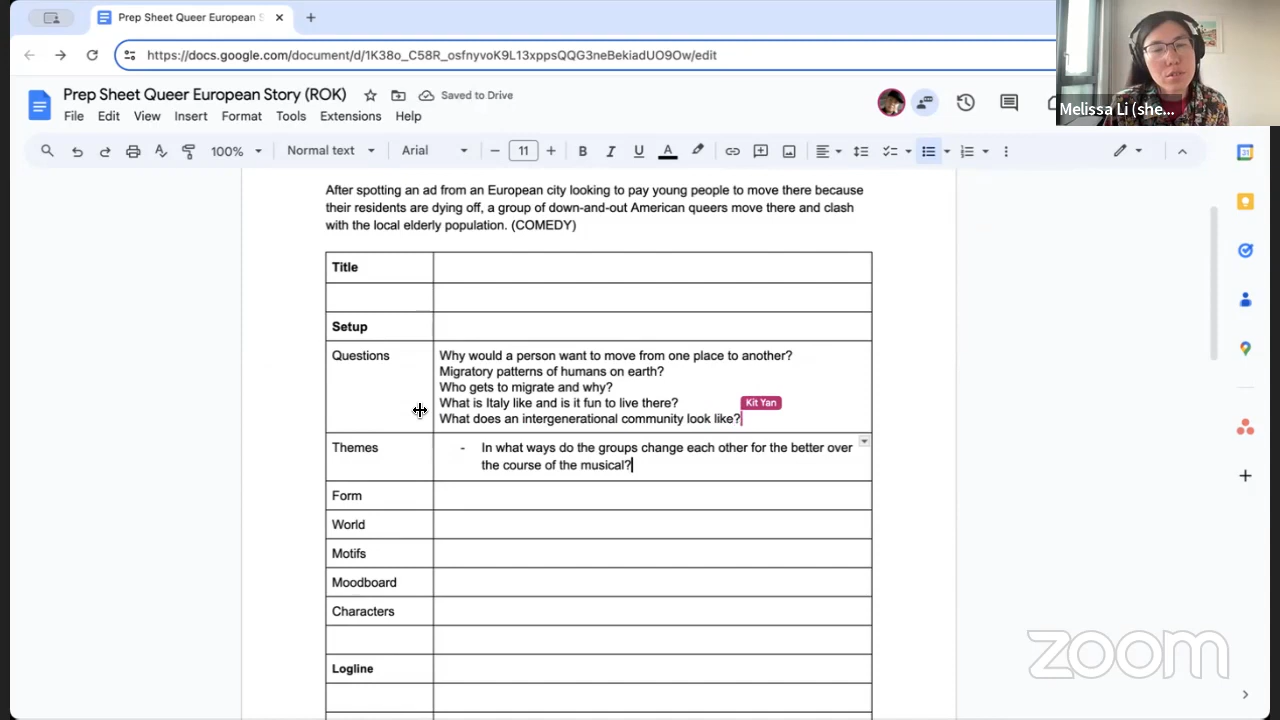 Prep Sheet Queer European S
https://docs.google.com/document/d/1K38o_C58R_osfnyvoK9L13xppsQQG3neBekiadUO9Ow/edit
Prep Sheet Queer European Story (ROK)
Saved to Drive
File Edit View Insert Format Tools Extensions Help
Melissa Li (she...
100% Normal text Arial 11 B I U A
After spotting an ad from an European city looking to pay young people to move there because
their residents are dying off, a group of down-and-out American queers move there and clash
with the local elderly population. (COMEDY)
Title
Setup
Questions
Why would a person want to move from one place to another?
Migratory patterns of humans on earth?
Who gets to migrate and why?
What is Italy like and is it fun to live there?
Kit Yan
What does an intergenerational community look like?
Themes
- In what ways do the groups change each other for the better over
the course of the musical?
Form
World
Motifs
Moodboard
Characters
Logline
zoom